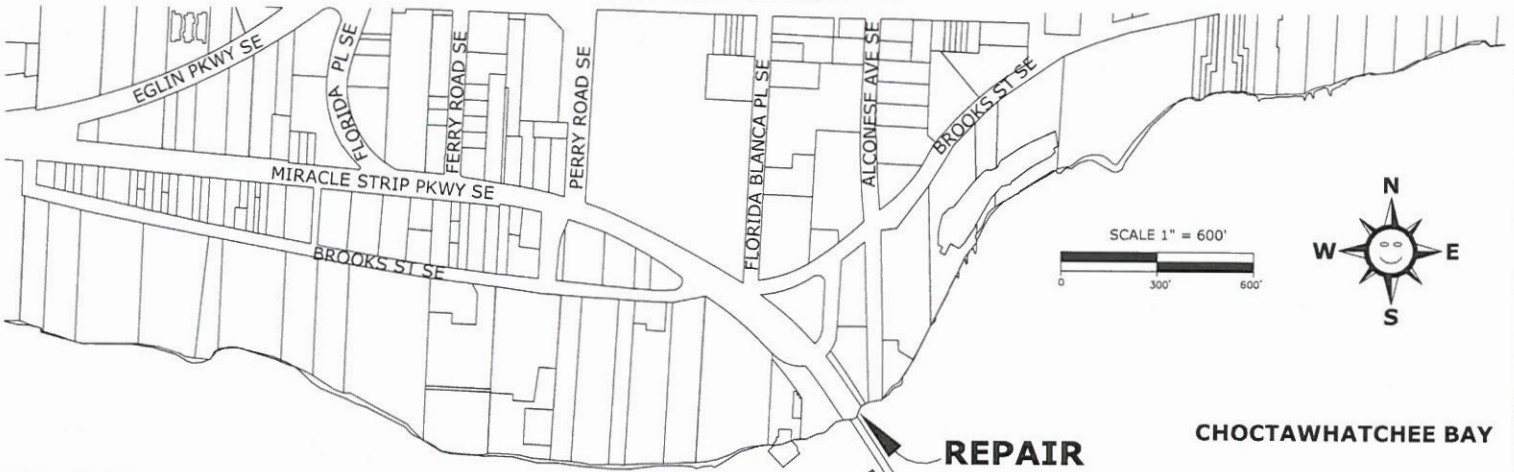 EGLIN PKWY SE
FLORIDA PL SE
FERRY ROAD SE
PERRY ROAD SE
FLORIDA BLANCA PL SE
ALCONESE AVE SE
BROOKS ST SE
MIRACLE STRIP PKWY SE
BROOKS ST SE
SCALE 1" = 600'
0 300' 600'
N
W E
S
REPAIR
CHOCTAWHATCHEE BAY